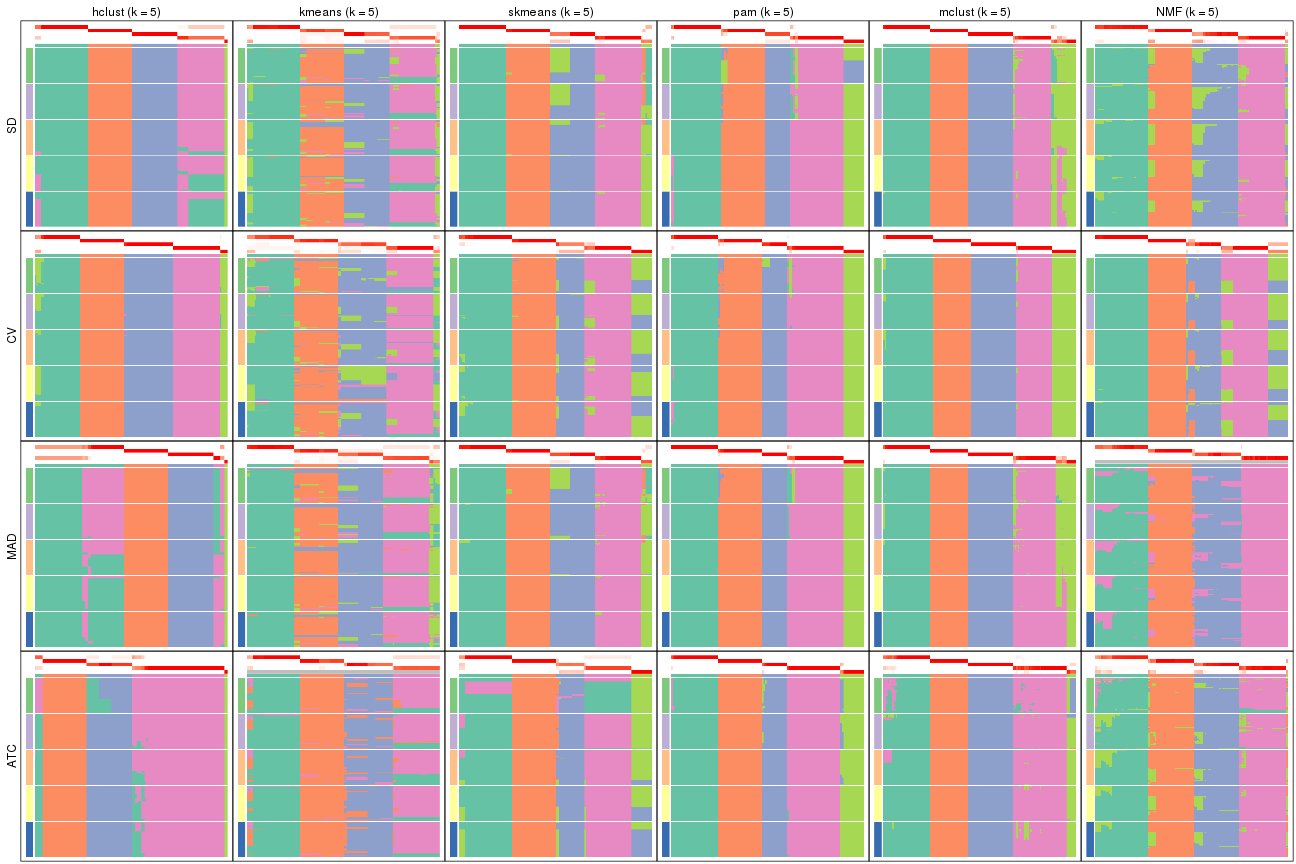 hclust (k = 5) kmeans (k = 5) skmeans (k = 5) pam (k = 5) mclust (k = 5) NMF (k = 5)
SD
CV
MAD
ATC